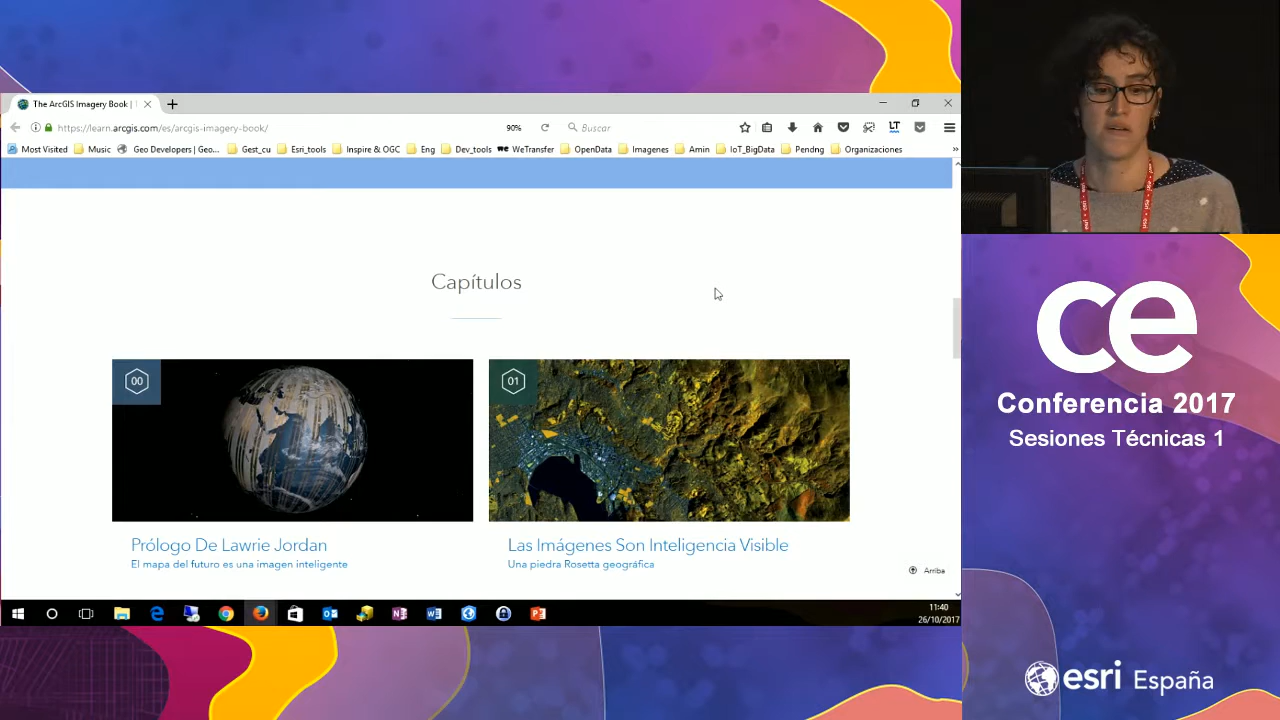 The ArcGIS Imagery Book |
https://learn.arcgis.com/es/arcgis-imagery-book/
90%
Buscar
LT
Most Visited
Music
Geo Developers | Geo...
Gest_cu
Esri_tools
Inspire & OGC
Eng
Dev_tools
we WeTransfer
OpenData
Imagenes
Amin
IoT_BigData
Pendng
Organizaciones
»
Capítulos
00
01
Prólogo De Lawrie Jordan
El mapa del futuro es una imagen inteligente
Las Imágenes Son Inteligencia Visible
Una piedra Rosetta geográfica
Arriba
11:40
26/10/2017
ce
Conferencia 2017
Sesiones Técnicas 1
esri España